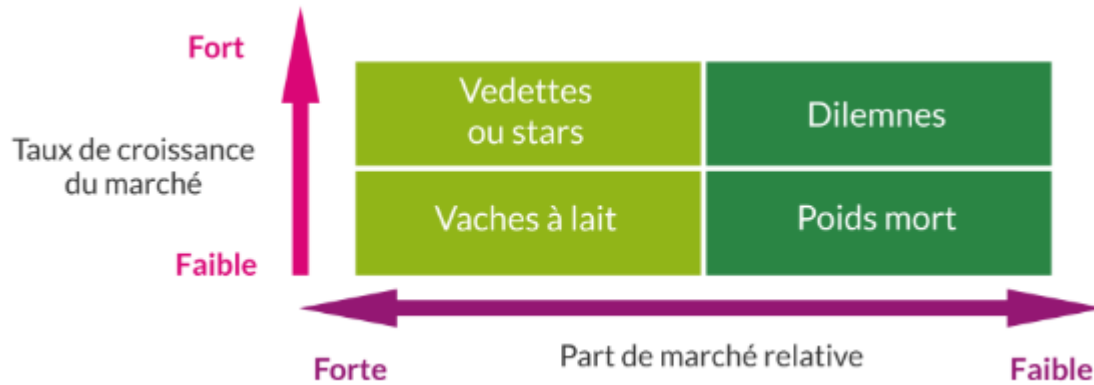 Fort
Taux de croissance
du marché
Faible
Vedettes
ou stars
Dilemnes
Vaches à lait
Poids mort
Forte
Part de marché relative
Faible